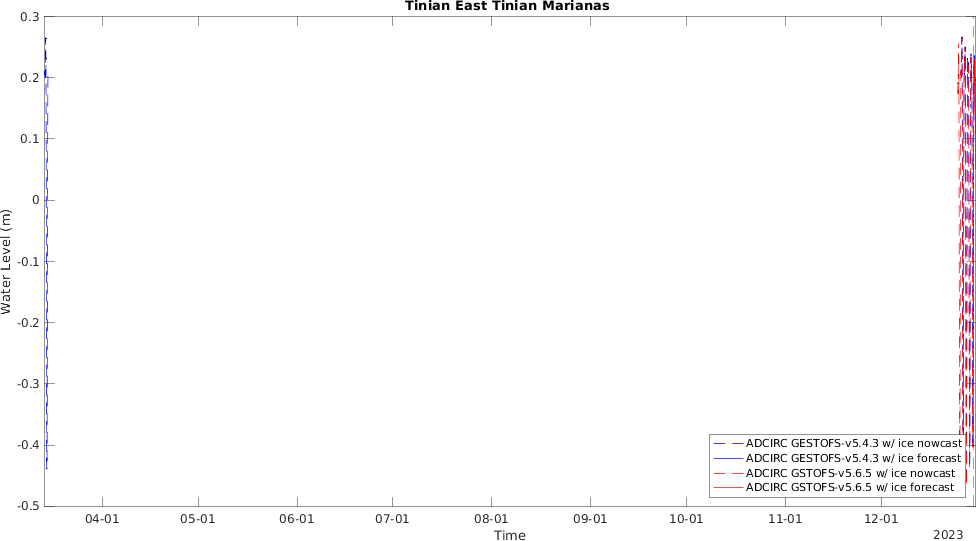 Tinian East Tinian Marianas
0.3
0.2
0.1
0
-0.1
-0.2
-0.3
-0.4
-0.5
Water Level (m)
ADCIRC GESTOFS-v5.4.3 w/ ice nowcast
ADCIRC GESTOFS-v5.4.3 w/ ice forecast
ADCIRC GSTOFS-v5.6.5 w/ ice nowcast
ADCIRC GSTOFS-v5.6.5 w/ ice forecast
04-01 05-01 06-01 07-01 08-01 09-01 10-01 11-01 12-01
Time
2023